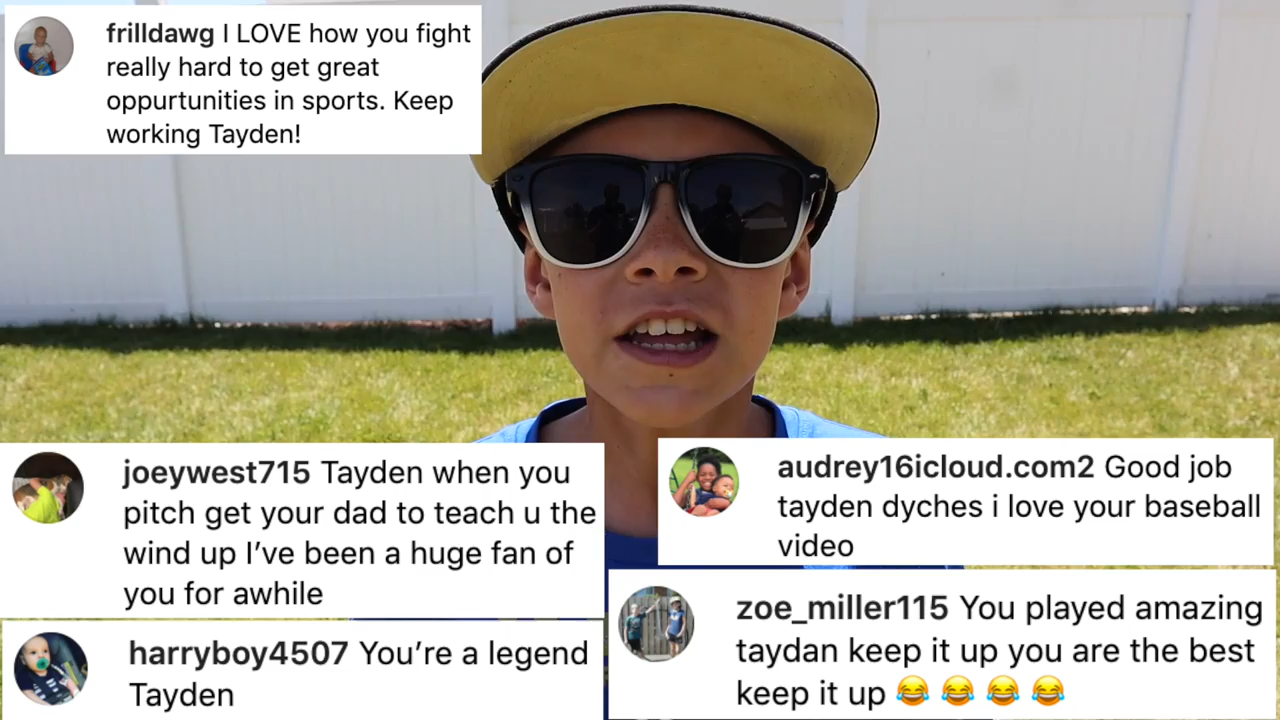 frilldawg I LOVE how you fight
really hard to get great
oppurtunities in sports. Keep
working Tayden!
joeywest715 Tayden when you
pitch get your dad to teach u the
wind up I’ve been a huge fan of
you for awhile
harryboy4507 You’re a legend
Tayden
audrey16icloud.com2 Good job
tayden dyches i love your baseball
video
zoe_miller115 You played amazing
taydan keep it up you are the best
keep it up 😂 😂 😂 😂